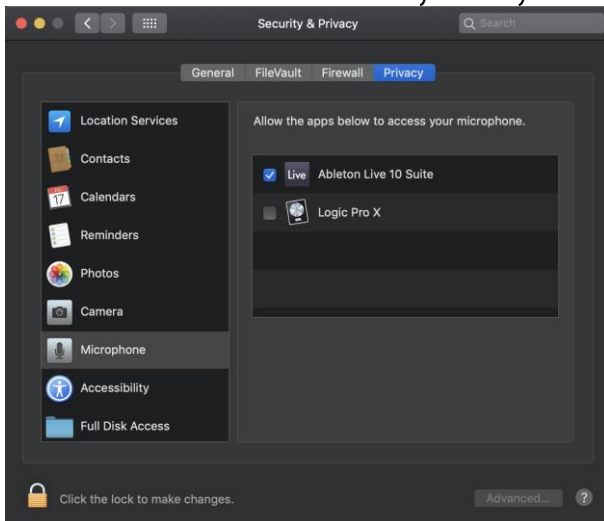 Security & Privacy
Search
General FileVault Firewall Privacy
Location Services
Contacts
17
Calendars
Reminders
Photos
Camera
Microphone
Accessibility
Full Disk Access
Allow the apps below to access your microphone.
Live Ableton Live 10 Suite
Logic Pro X
Click the lock to make changes.
Advanced...
?